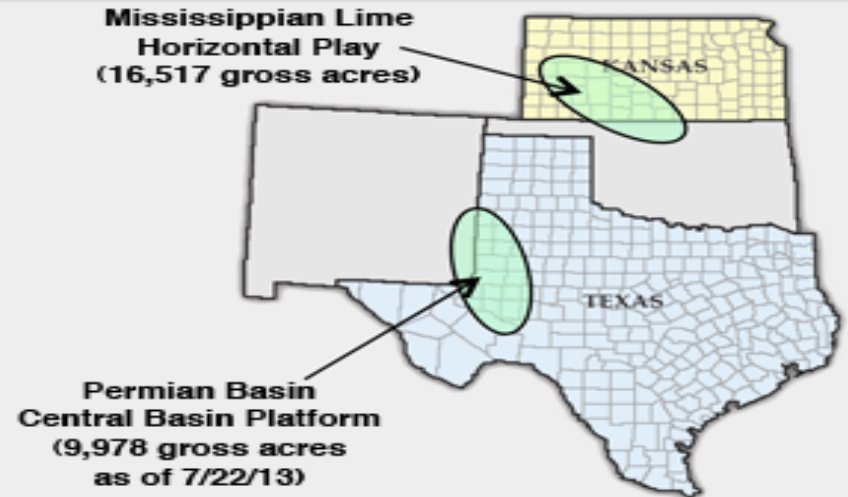 Mississippian Lime
Horizontal Play
(16,517 gross acres)
KANSAS
TEXAS
Permian Basin
Central Basin Platform
(9,978 gross acres
as of 7/22/13)